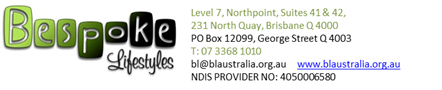 Bespoke
Lifestyles
Level 7, Northpoint, Suites 41 & 42,
231 North Quay, Brisbane Q 4000
PO Box 12099, George Street Q 4003
T: 07 3368 1010
bl@blaustralia.org.au www.blaustralia.org.au
NDIS PROVIDER NO: 4050006580